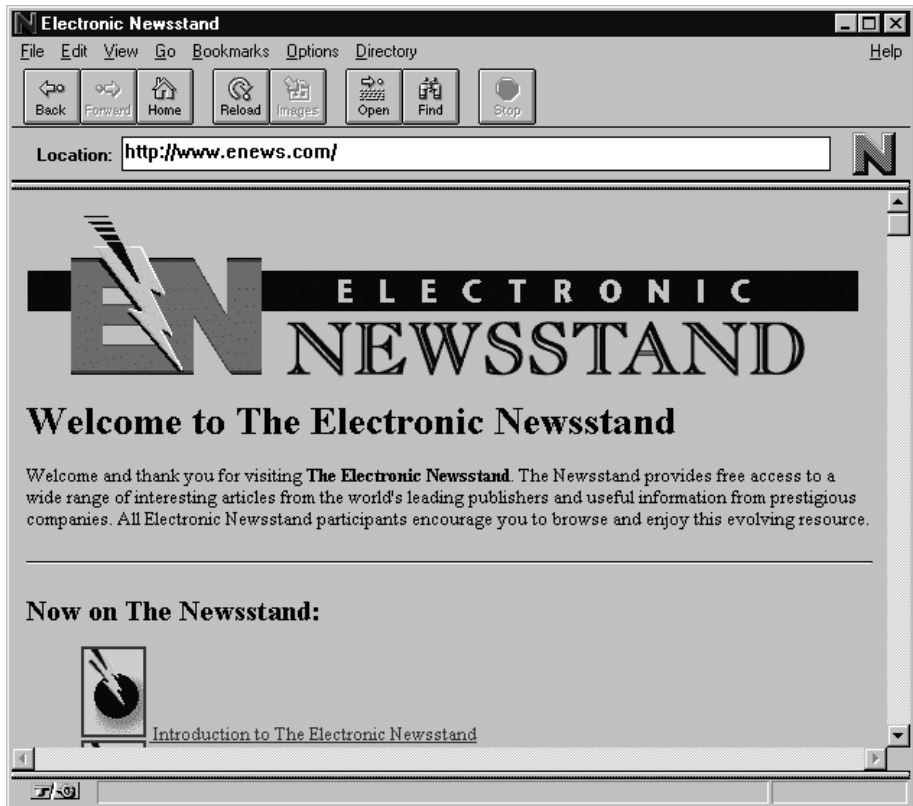 N Electronic Newsstand
File Edit View Go Bookmarks Options Directory Help
Back Forward Home Reload Images Open Find Stop
Location: http://www.enews.com/ N
EN ELECTRONIC
NEWSSTAND
Welcome to The Electronic Newsstand
Welcome and thank you for visiting The Electronic Newsstand. The Newsstand provides free access to a
wide range of interesting articles from the world's leading publishers and useful information from prestigious
companies. All Electronic Newsstand participants encourage you to browse and enjoy this evolving resource.
Now on The Newsstand:
Introduction to The Electronic Newsstand